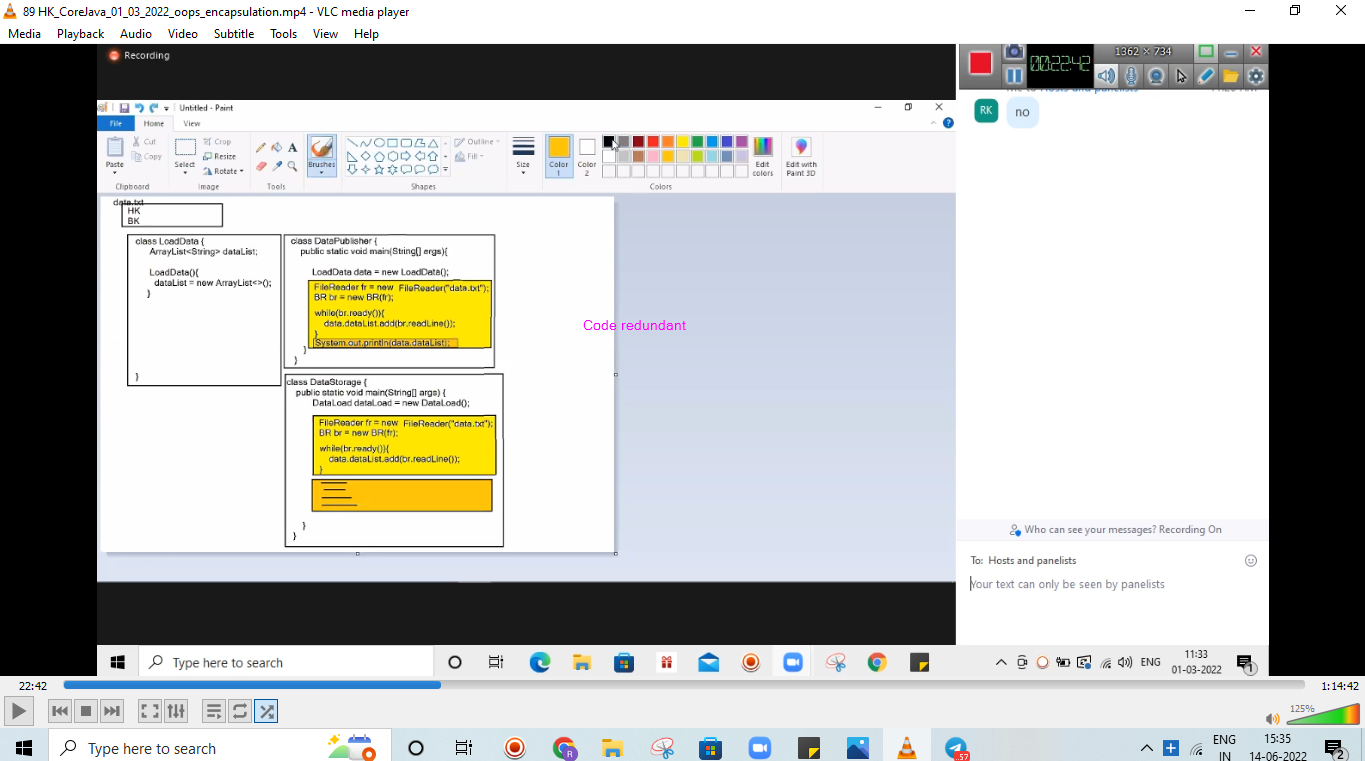 89 HK_CoreJava_01_03_2022_oops_encapsulation.mp4 - VLC media player
Media Playback Audio Video Subtitle Tools View Help
Recording
1362 × 734
00:22:42
Untitled - Paint
File Home View
Paste
Cut
Copy
Clipboard
Select
Crop
Resize
Rotate
Image
Tools
Brushes
Shapes
Outline
Fill
Size
Color
1
Color
2
Edit
colors
Edit with
Paint 3D
Colors
RK
no
data.txt
HK
BK
class LoadData {
ArrayList<String> dataList;
LoadData(){
dataList = new ArrayList<>();
}
}
class DataPublisher {
public static void main(String[] args){
LoadData data = new LoadData();
FileReader fr = new FileReader("data.txt");
BR br = new BR(fr);
while(br.ready()){
data.dataList.add(br.readLine());
}
System.out.println(data.dataList);
}
}
Code redundant
class DataStorage {
public static void main(String[] args) {
DataLoad dataLoad = new DataLoad();
FileReader fr = new FileReader("data.txt");
BR br = new BR(fr);
while(br.ready()){
data.dataList.add(br.readLine());
}
}
}
Who can see your messages? Recording On
To: Hosts and panelists
Your text can only be seen by panelists
Type here to search
ENG
11:33
01-03-2022
1
22:42
1:14:42
125%
Type here to search
R
..57
ENG
IN
15:35
14-06-2022
2